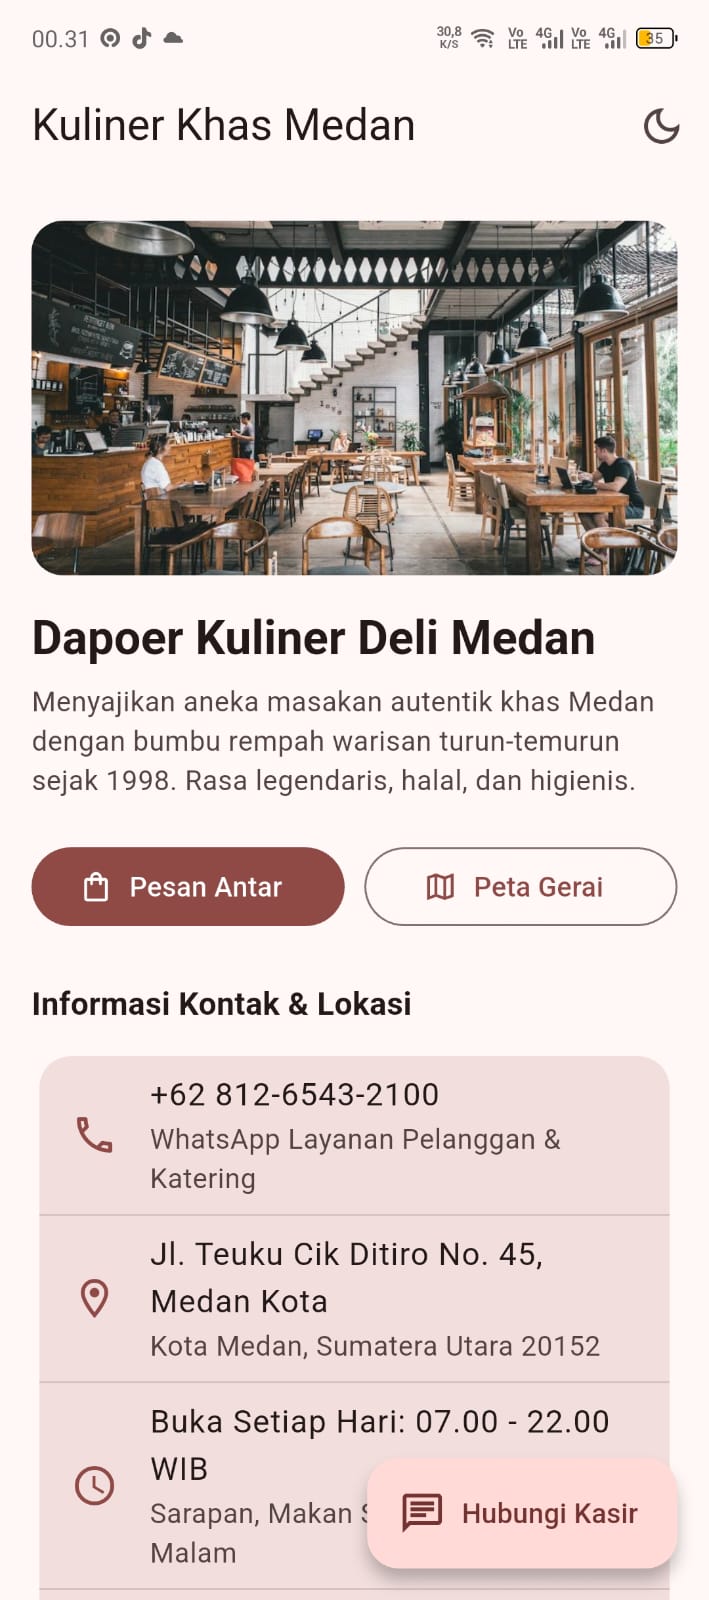 00.31
30,8 K/S
Vo LTE 4G Vo LTE 4G
35
Kuliner Khas Medan
Dapoer Kuliner Deli Medan
Menyajikan aneka masakan autentik khas Medan
dengan bumbu rempah warisan turun-temurun
sejak 1998. Rasa legendaris, halal, dan higienis.
Pesan Antar
Peta Gerai
Informasi Kontak & Lokasi
+62 812-6543-2100
WhatsApp Layanan Pelanggan &
Katering
Jl. Teuku Cik Ditiro No. 45,
Medan Kota
Kota Medan, Sumatera Utara 20152
Buka Setiap Hari: 07.00 - 22.00
WIB
Sarapan, Makan
Malam
Hubungi Kasir